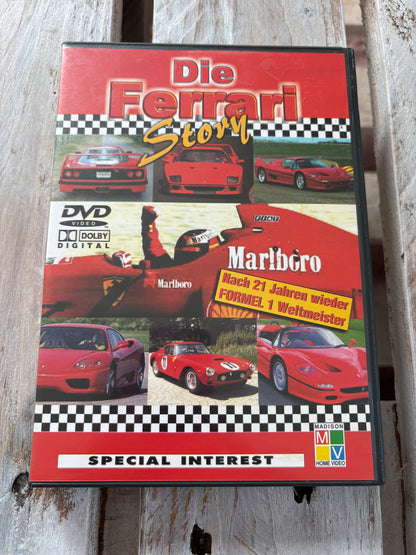 Die
Ferrari
Story
DVD
VIDEO
DOLBY
DIGITAL
FIAT
Marlboro
Marlboro
Nach 21 Jahren wieder
FORMEL 1 Weltmeister
SPECIAL INTEREST
MADISON
MV
HOME VIDEO